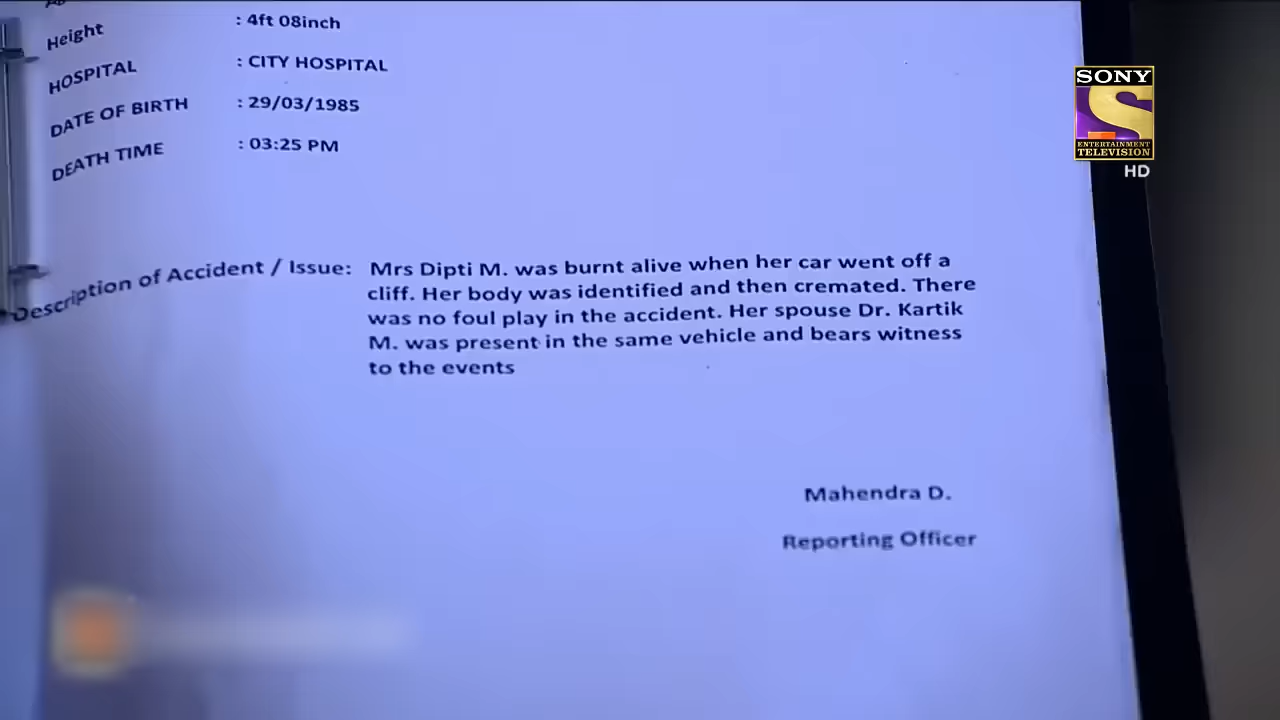 Height : 4ft 08inch
HOSPITAL : CITY HOSPITAL
DATE OF BIRTH : 29/03/1985
DEATH TIME : 03:25 PM
Description of Accident / Issue: Mrs Dipti M. was burnt alive when her car went off a
cliff. Her body was identified and then cremated. There
was no foul play in the accident. Her spouse Dr. Kartik
M. was present in the same vehicle and bears witness
to the events
Mahendra D.
Reporting Officer
SONY
S
ENTERTAINMENT
TELEVISION
HD